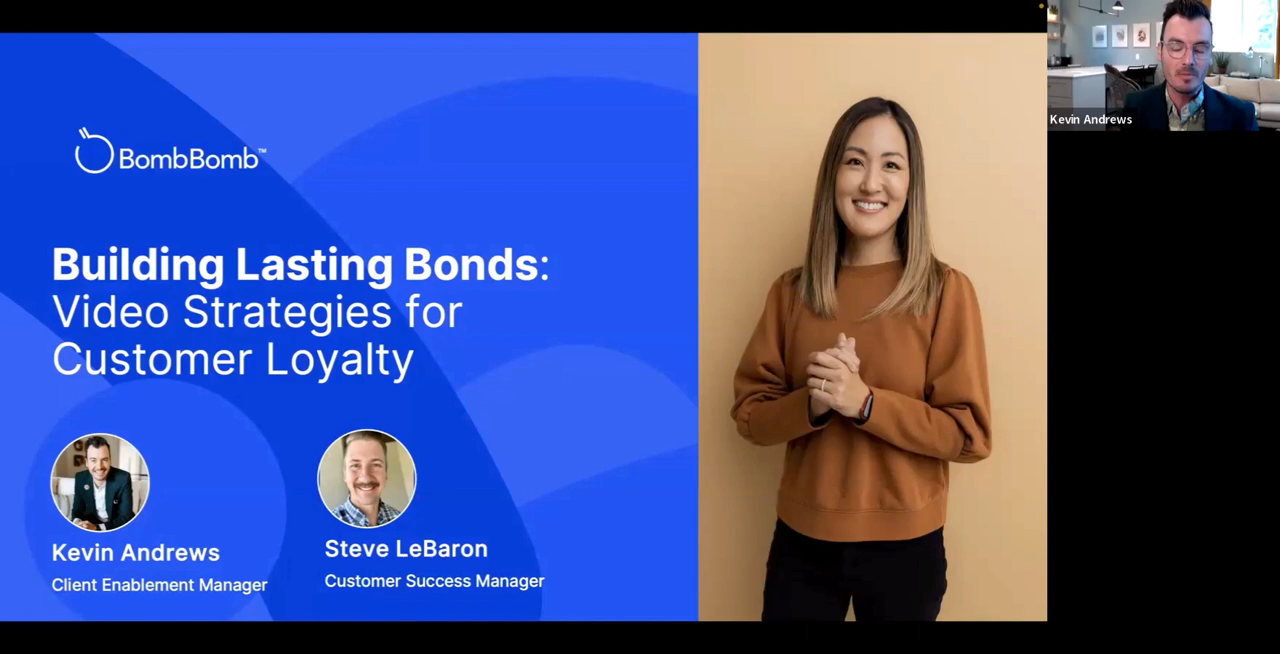 BombBomb™
Building Lasting Bonds:
Video Strategies for
Customer Loyalty
Kevin Andrews
Client Enablement Manager
Steve LeBaron
Customer Success Manager
Kevin Andrews